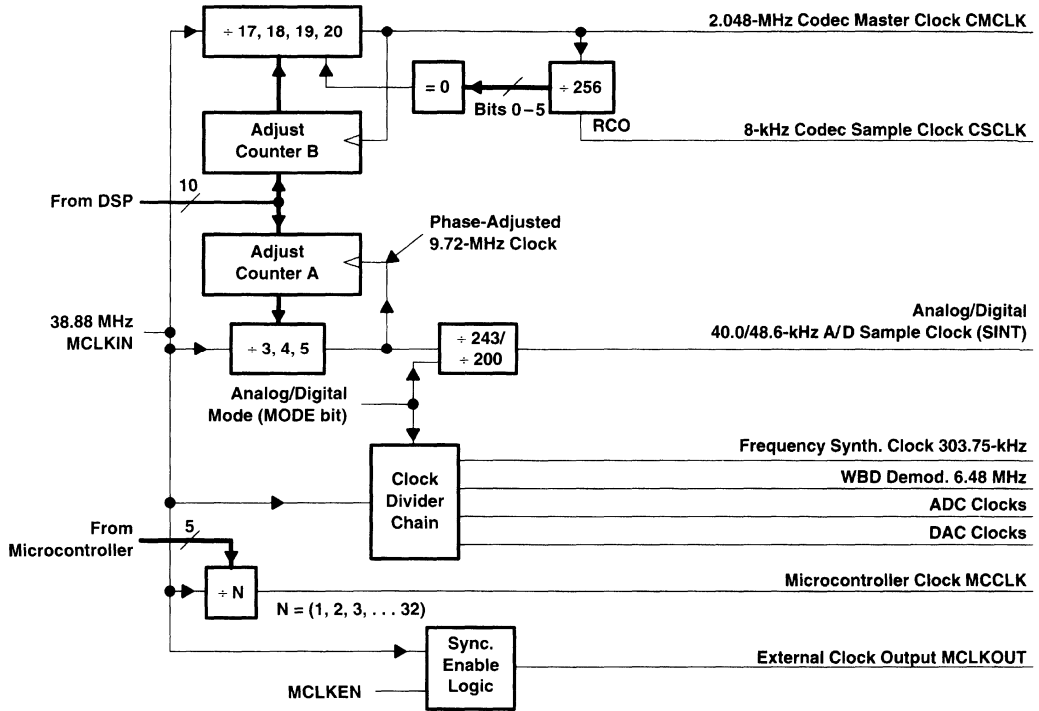 2.048-MHz Codec Master Clock CMCLK
÷ 17, 18, 19, 20
= 0
÷ 256
Bits 0–5
RCO
8-kHz Codec Sample Clock CSCLK
Adjust
Counter B
10
From DSP
Phase-Adjusted
9.72-MHz Clock
Adjust
Counter A
38.88 MHz
MCLKIN
÷ 3, 4, 5
÷ 243/
÷ 200
Analog/Digital
40.0/48.6-kHz A/D Sample Clock (SINT)
Analog/Digital
Mode (MODE bit)
Clock
Divider
Chain
Frequency Synth. Clock 303.75-kHz
WBD Demod. 6.48 MHz
ADC Clocks
DAC Clocks
From
Microcontroller
5
÷ N
N = (1, 2, 3, . . . 32)
Microcontroller Clock MCCLK
Sync.
Enable
Logic
MCLKEN
External Clock Output MCLKOUT